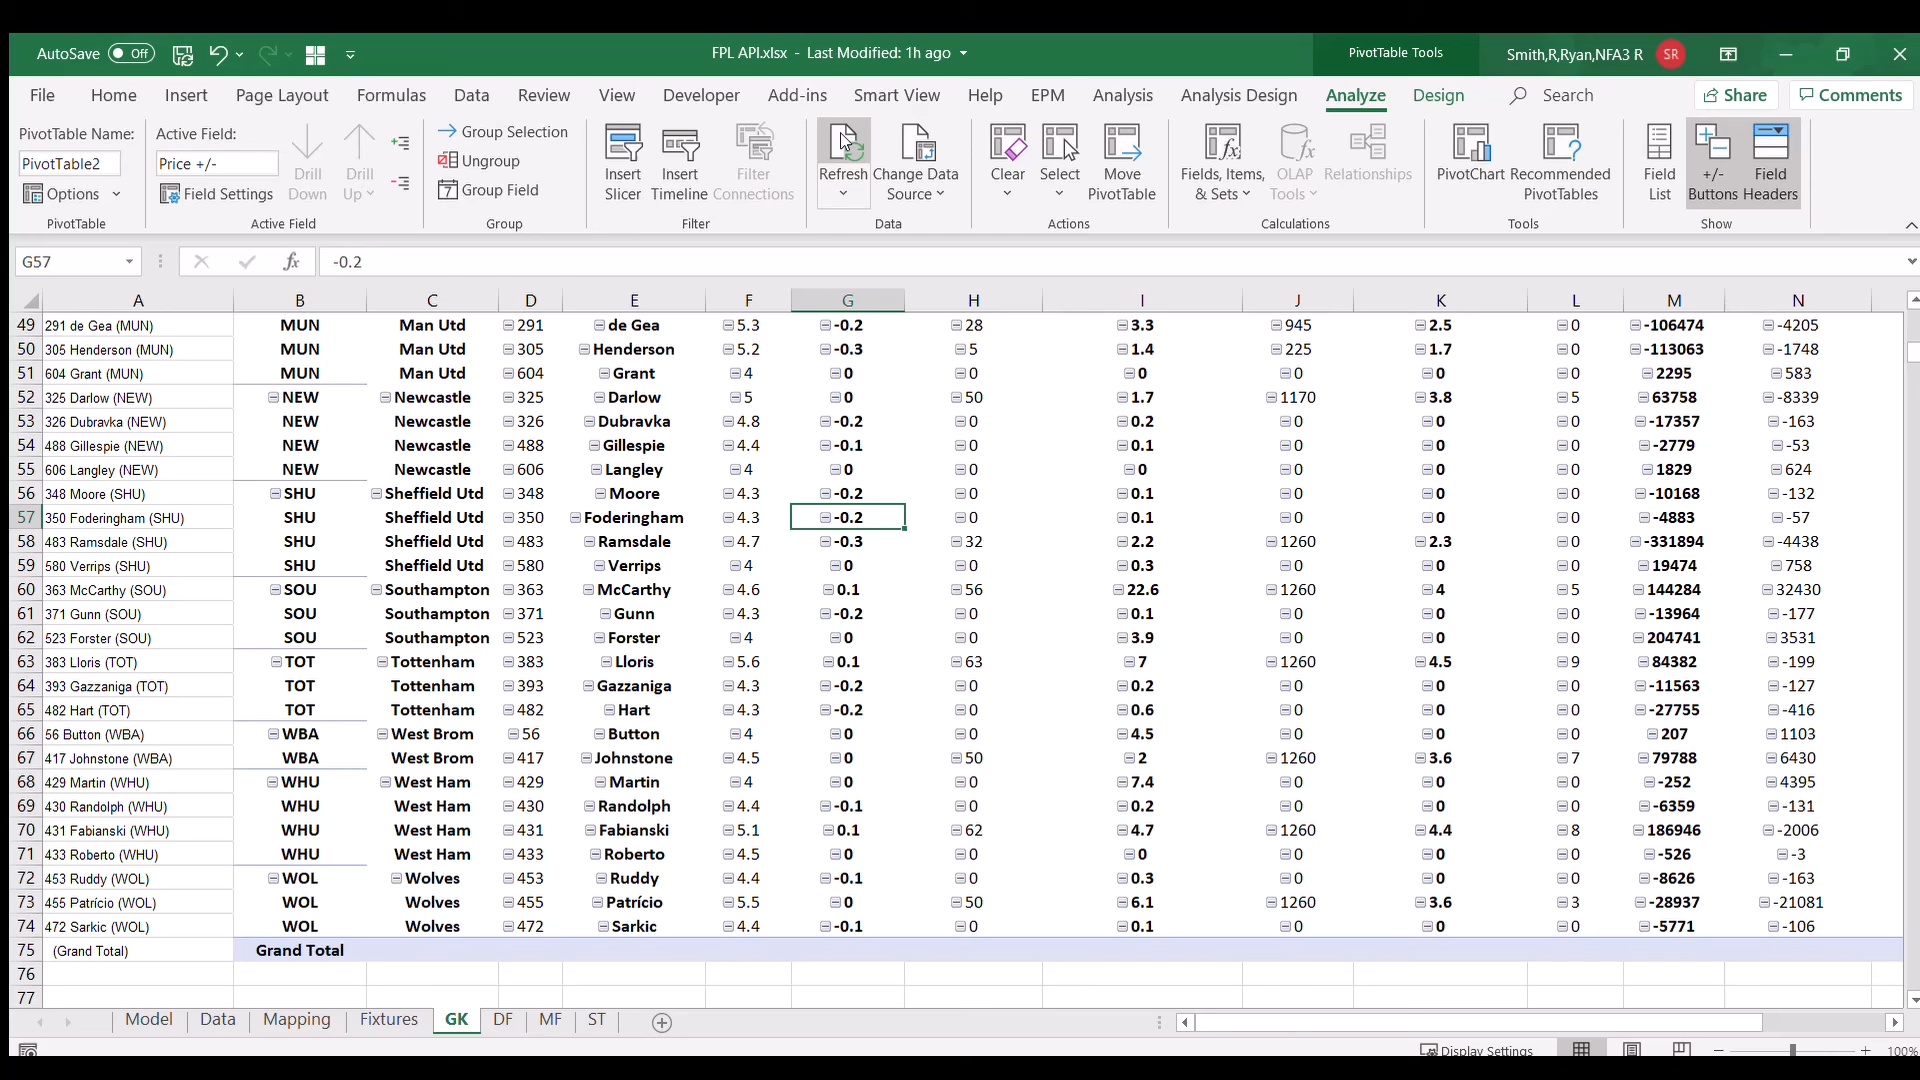 AutoSave Off FPL API.xlsx - Last Modified: 1h ago PivotTable Tools Smith,R,Ryan,NFA3 R SR
File Home Insert Page Layout Formulas Data Review View Developer Add-ins Smart View Help EPM Analysis Analysis Design Analyze Design Search Share Comments
PivotTable Name: Active Field: Group Selection
PivotTable2 Price +/- Ungroup
Drill Drill Insert Insert Filter Refresh Change Data Clear Select Move Fields, Items, OLAP Relationships PivotChart Recommended Field +/- Field
Options Field Settings Down Up Group Field Slicer Timeline Connections Source PivotTable & Sets Tools PivotTables List Buttons Headers
PivotTable Active Field Group Filter Data Actions Calculations Tools Show
G57 fx -0.2
A B C D E F G H I J K L M N
49 291 de Gea (MUN) MUN Man Utd 291 de Gea 5.3 -0.2 28 3.3 945 2.5 0 -106474 -4205
50 305 Henderson (MUN) MUN Man Utd 305 Henderson 5.2 -0.3 5 1.4 225 1.7 0 -113063 -1748
51 604 Grant (MUN) MUN Man Utd 604 Grant 4 0 0 0 0 0 0 2295 583
52 325 Darlow (NEW) NEW Newcastle 325 Darlow 5 0 50 1.7 1170 3.8 5 63758 -8339
53 326 Dubravka (NEW) NEW Newcastle 326 Dubravka 4.8 -0.2 0 0.2 0 0 0 -17357 -163
54 488 Gillespie (NEW) NEW Newcastle 488 Gillespie 4.4 -0.1 0 0.1 0 0 0 -2779 -53
55 606 Langley (NEW) NEW Newcastle 606 Langley 4 0 0 0 0 0 0 1829 624
56 348 Moore (SHU) SHU Sheffield Utd 348 Moore 4.3 -0.2 0 0.1 0 0 0 -10168 -132
57 350 Foderingham (SHU) SHU Sheffield Utd 350 Foderingham 4.3 -0.2 0 0.1 0 0 0 -4883 -57
58 483 Ramsdale (SHU) SHU Sheffield Utd 483 Ramsdale 4.7 -0.3 32 2.2 1260 2.3 0 -331894 -4438
59 580 Verrips (SHU) SHU Sheffield Utd 580 Verrips 4 0 0 0.3 0 0 0 19474 758
60 363 McCarthy (SOU) SOU Southampton 363 McCarthy 4.6 0.1 56 22.6 1260 4 5 144284 32430
61 371 Gunn (SOU) SOU Southampton 371 Gunn 4.3 -0.2 0 0.1 0 0 0 -13964 -177
62 523 Forster (SOU) SOU Southampton 523 Forster 4 0 0 3.9 0 0 0 204741 3531
63 383 Lloris (TOT) TOT Tottenham 383 Lloris 5.6 0.1 63 7 1260 4.5 9 84382 -199
64 393 Gazzaniga (TOT) TOT Tottenham 393 Gazzaniga 4.3 -0.2 0 0.2 0 0 0 -11563 -127
65 482 Hart (TOT) TOT Tottenham 482 Hart 4.3 -0.2 0 0.6 0 0 0 -27755 -416
66 56 Button (WBA) WBA West Brom 56 Button 4 0 0 4.5 0 0 0 207 1103
67 417 Johnstone (WBA) WBA West Brom 417 Johnstone 4.5 0 50 2 1260 3.6 7 79788 6430
68 429 Martin (WHU) WHU West Ham 429 Martin 4 0 0 7.4 0 0 0 -252 4395
69 430 Randolph (WHU) WHU West Ham 430 Randolph 4.4 -0.1 0 0.2 0 0 0 -6359 -131
70 431 Fabianski (WHU) WHU West Ham 431 Fabianski 5.1 0.1 62 4.7 1260 4.4 8 186946 -2006
71 433 Roberto (WHU) WHU West Ham 433 Roberto 4.5 0 0 0 0 0 0 -526 -3
72 453 Ruddy (WOL) WOL Wolves 453 Ruddy 4.4 -0.1 0 0.3 0 0 0 -8626 -163
73 455 Patrício (WOL) WOL Wolves 455 Patrício 5.5 0 50 6.1 1260 3.6 3 -28937 -21081
74 472 Sarkic (WOL) WOL Wolves 472 Sarkic 4.4 -0.1 0 0.1 0 0 0 -5771 -106
75 (Grand Total) Grand Total
76
77
Model Data Mapping Fixtures GK DF MF ST
Display Settings 100%